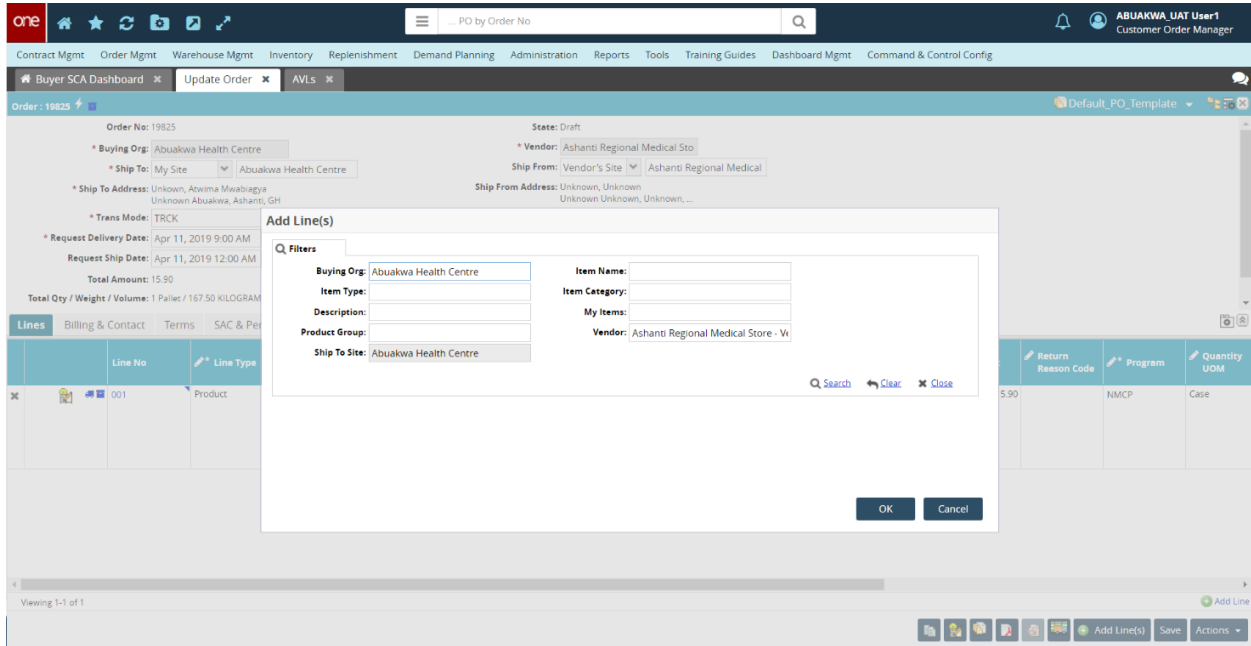 one
... PO by Order No
ABUAKWA_UAT User1
Customer Order Manager
Contract Mgmt Order Mgmt Warehouse Mgmt Inventory Replenishment Demand Planning Administration Reports Tools Training Guides Dashboard Mgmt Command & Control Config
Buyer SCA Dashboard Update Order AVLs
Order : 19825
Default_PO_Template
Order No: 19825
State: Draft
* Buying Org: Abuakwa Health Centre
* Vendor: Ashanti Regional Medical Sto
* Ship To: My Site Abuakwa Health Centre
Ship From: Vendor's Site Ashanti Regional Medical
* Ship To Address: Unkown, Atwima Mwabiagya
Unknown Abuakwa, Ashanti, GH
Ship From Address: Unknown, Unknown
Unknown Unknown, Unknown, ...
* Trans Mode: TRCK
* Request Delivery Date: Apr 11, 2019 9:00 AM
Request Ship Date: Apr 11, 2019 12:00 AM
Total Amount: 15.90
Total Qty / Weight / Volume: 1 Pallet / 167.50 KILOGRAM
Add Line(s)
Filters
Buying Org: Abuakwa Health Centre
Item Name:
Item Type:
Item Category:
Description:
My Items:
Product Group:
Vendor: Ashanti Regional Medical Store - Ve
Ship To Site: Abuakwa Health Centre
Search Clear Close
OK Cancel
Lines Billing & Contact Terms SAC & Per
Line No * Line Type Return Reason Code * Program Quantity UOM
001 Product 5.90 NMCP Case
Viewing 1-1 of 1
Add Line
Add Line(s) Save Actions